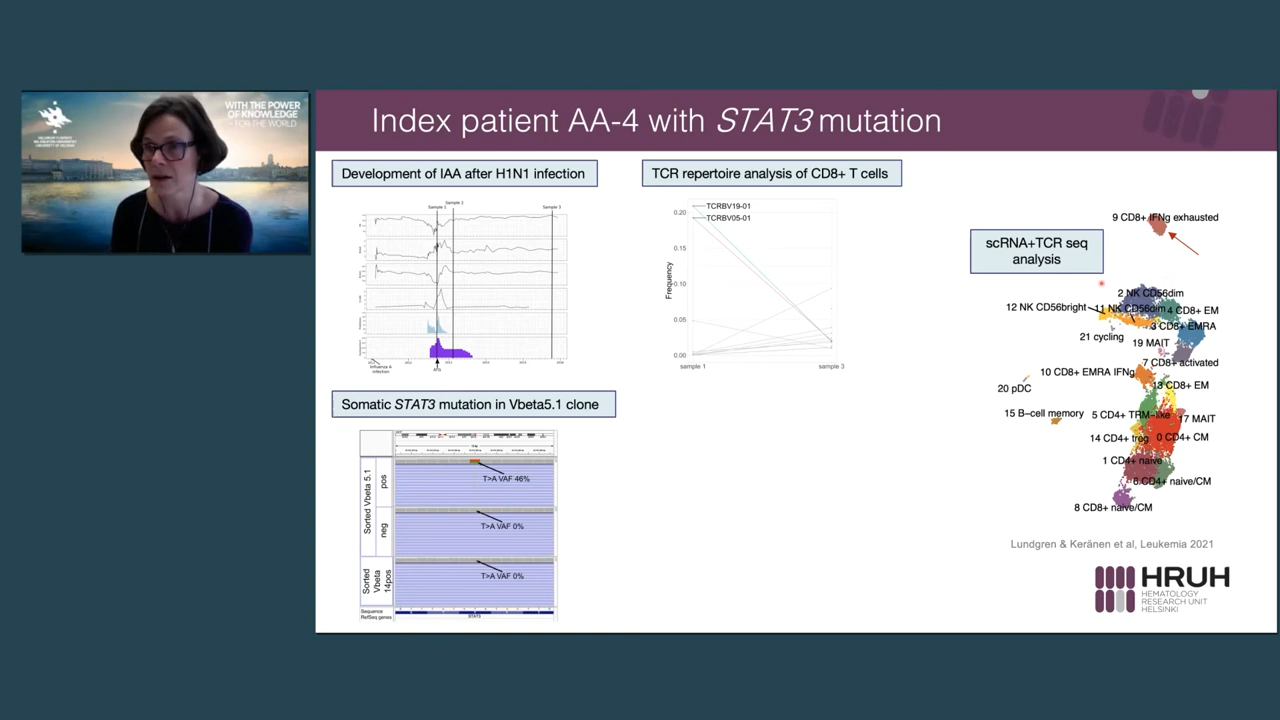 WITH THE POWER
OF KNOWLEDGE
– FOR THE WORLD
Index patient AA-4 with STAT3 mutation
Development of IAA after H1N1 infection
Sample 1
Sample 2
Sample 3
Influenza A
infection
ATG
Somatic STAT3 mutation in Vbeta5.1 clone
Sorted Vbeta 5.1
pos
neg
Sorted
Vbeta
14pos
T>A VAF 46%
T>A VAF 0%
T>A VAF 0%
Sequence
RefSeq genes
STAT3
TCR repertoire analysis of CD8+ T cells
TCRBV19-01
TCRBV05-01
Frequency
0.20
0.15
0.10
0.05
0.00
sample 1
sample 3
scRNA+TCR seq
analysis
9 CD8+ IFNg exhausted
2 NK CD56dim
12 NK CD56bright
11 NK CD56dim
4 CD8+ EM
3 CD8+ EMRA
21 cycling
19 MAIT
7 CD8+ activated
10 CD8+ EMRA IFNg
13 CD8+ EM
20 pDC
15 B–cell memory
5 CD4+ TRM–like
17 MAIT
14 CD4+ treg
0 CD4+ CM
1 CD4+ naive
6 CD4+ naive/CM
8 CD8+ naive/CM
Lundgren & Keränen et al, Leukemia 2021
HRUH
HEMATOLOGY
RESEARCH UNIT
HELSINKI